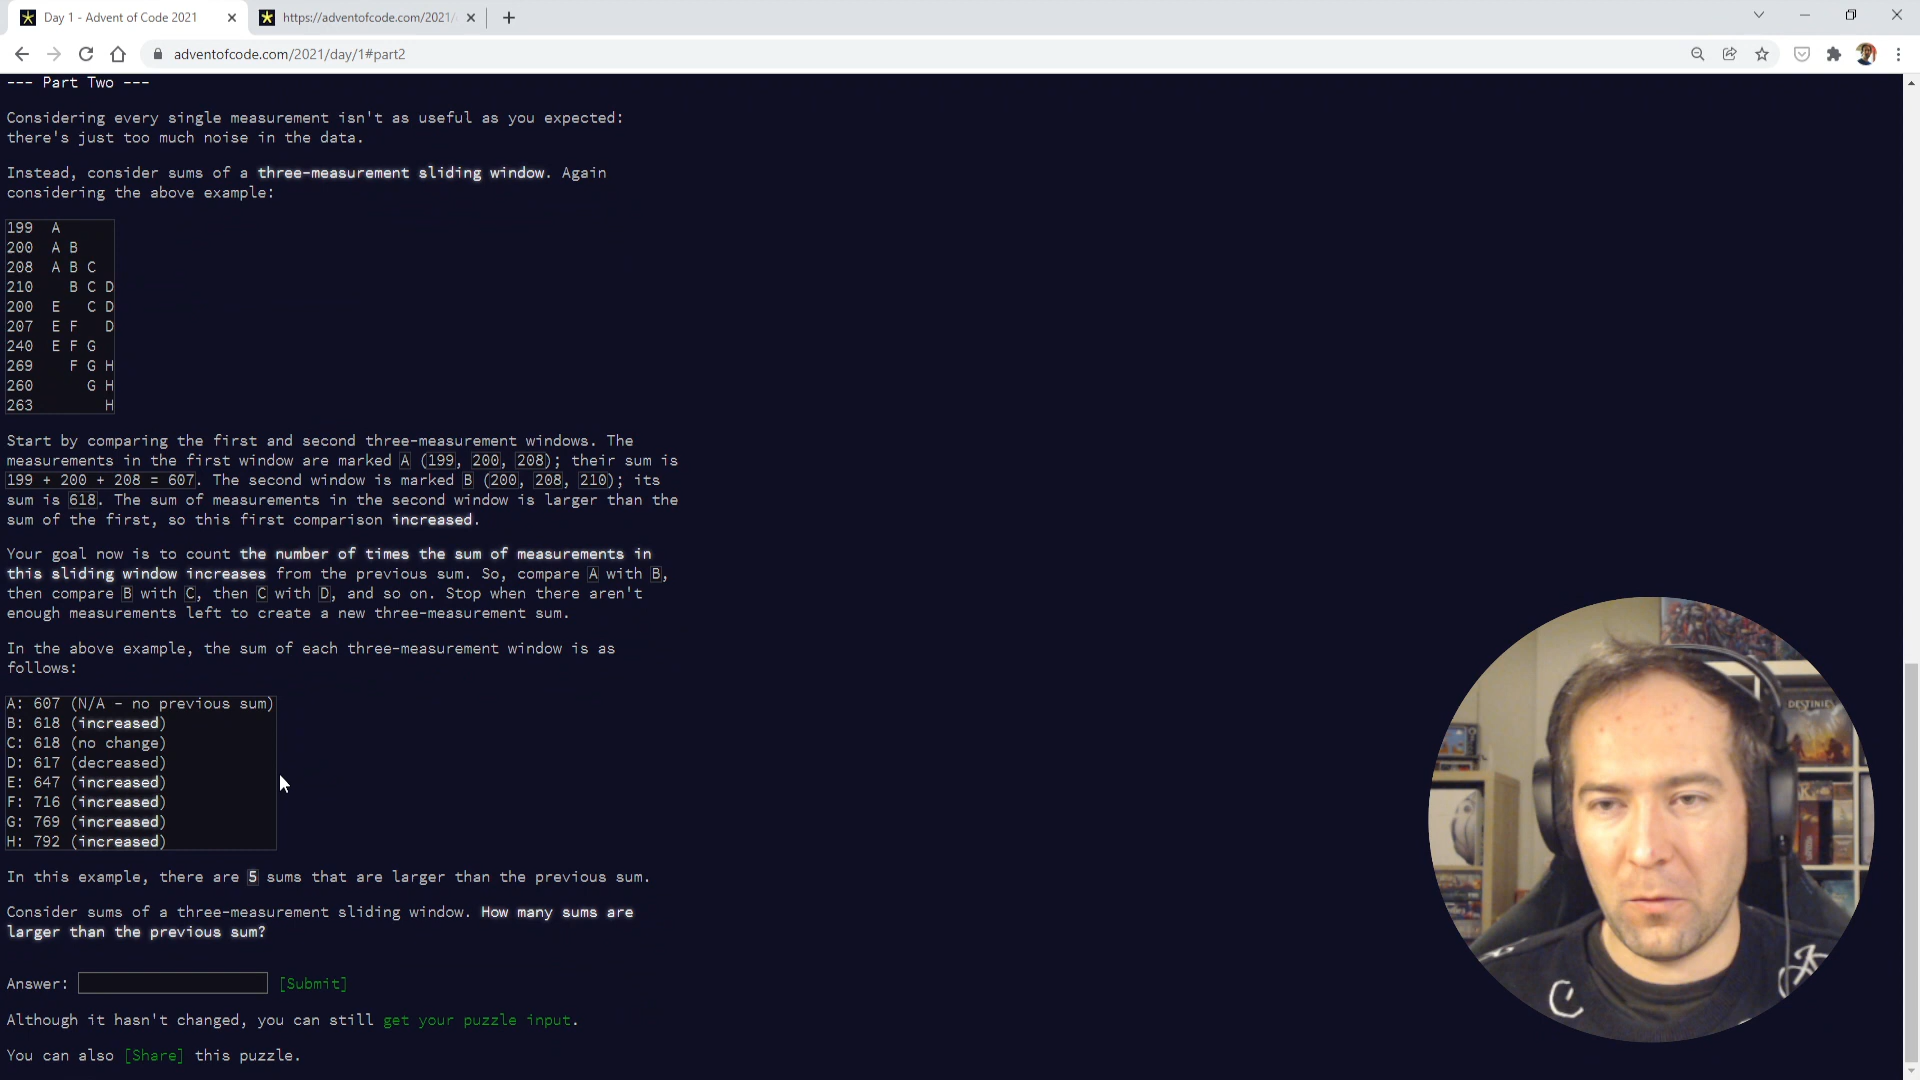 Day 1 - Advent of Code 2021
https://adventofcode.com/2021/
adventofcode.com/2021/day/1#part2
--- Part Two ---
Considering every single measurement isn't as useful as you expected:
there's just too much noise in the data.
Instead, consider sums of a three-measurement sliding window. Again
considering the above example:
199 A
200 A B
208 A B C
210 B C D
200 E C D
207 E F D
240 E F G
269 F G H
260 G H
263 H
Start by comparing the first and second three-measurement windows. The
measurements in the first window are marked A (199, 200, 208); their sum is
199 + 200 + 208 = 607. The second window is marked B (200, 208, 210); its
sum is 618. The sum of measurements in the second window is larger than the
sum of the first, so this first comparison increased.
Your goal now is to count the number of times the sum of measurements in
this sliding window increases from the previous sum. So, compare A with B,
then compare B with C, then C with D, and so on. Stop when there aren't
enough measurements left to create a new three-measurement sum.
In the above example, the sum of each three-measurement window is as
follows:
A: 607 (N/A - no previous sum)
B: 618 (increased)
C: 618 (no change)
D: 617 (decreased)
E: 647 (increased)
F: 716 (increased)
G: 769 (increased)
H: 792 (increased)
In this example, there are 5 sums that are larger than the previous sum.
Consider sums of a three-measurement sliding window. How many sums are
larger than the previous sum?
Answer: [Submit]
Although it hasn't changed, you can still get your puzzle input.
You can also [Share] this puzzle.
DESTINIES